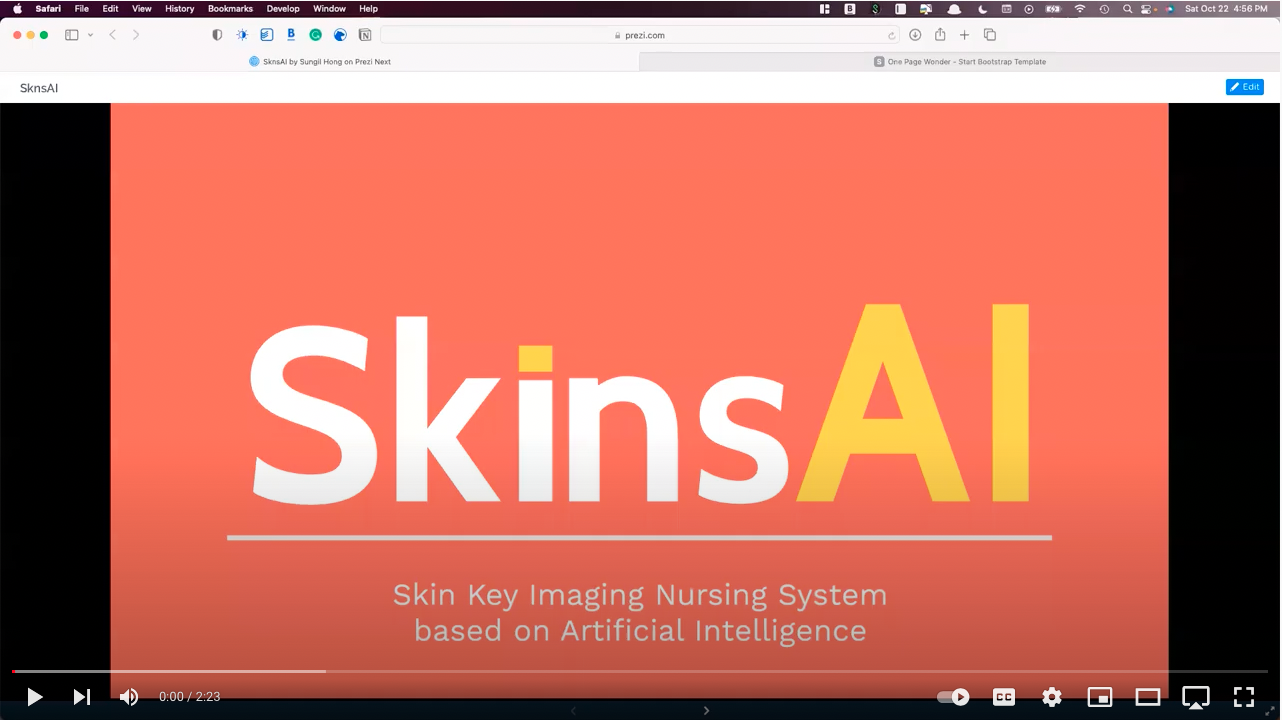 Safari File Edit View History Bookmarks Develop Window Help Sat Oct 22 4:56 PM
prezi.com
SknsAi by Sungil Hong on Prezi Next
One Page Wonder - Start Bootstrap Template
SknsAI
Edit
SkinsAI
Skin Key Imaging Nursing System
based on Artificial Intelligence
0:00 / 2:23
CC